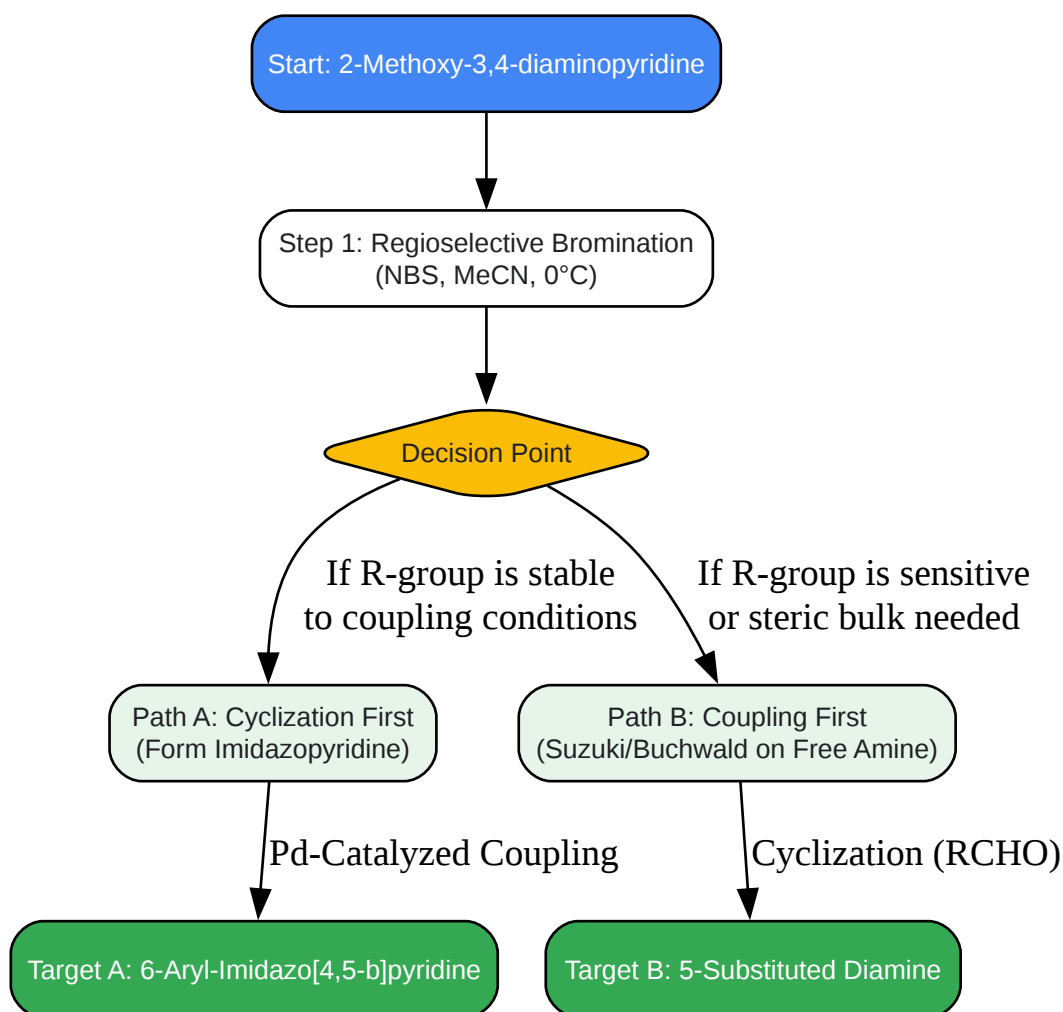 Start: 2-Methoxy-3,4-diaminopyridine
Step 1: Regioselective Bromination
(NBS, MeCN, 0°C)
Decision Point
If R-group is stable
to coupling conditions
If R-group is sensitive
or steric bulk needed
Path A: Cyclization First
(Form Imidazopyridine)
Path B: Coupling First
(Suzuki/Buchwald on Free Amine)
Pd-Catalyzed Coupling
Cyclization (RCHO)
Target A: 6-Aryl-Imidazo[4,5-b]pyridine
Target B: 5-Substituted Diamine